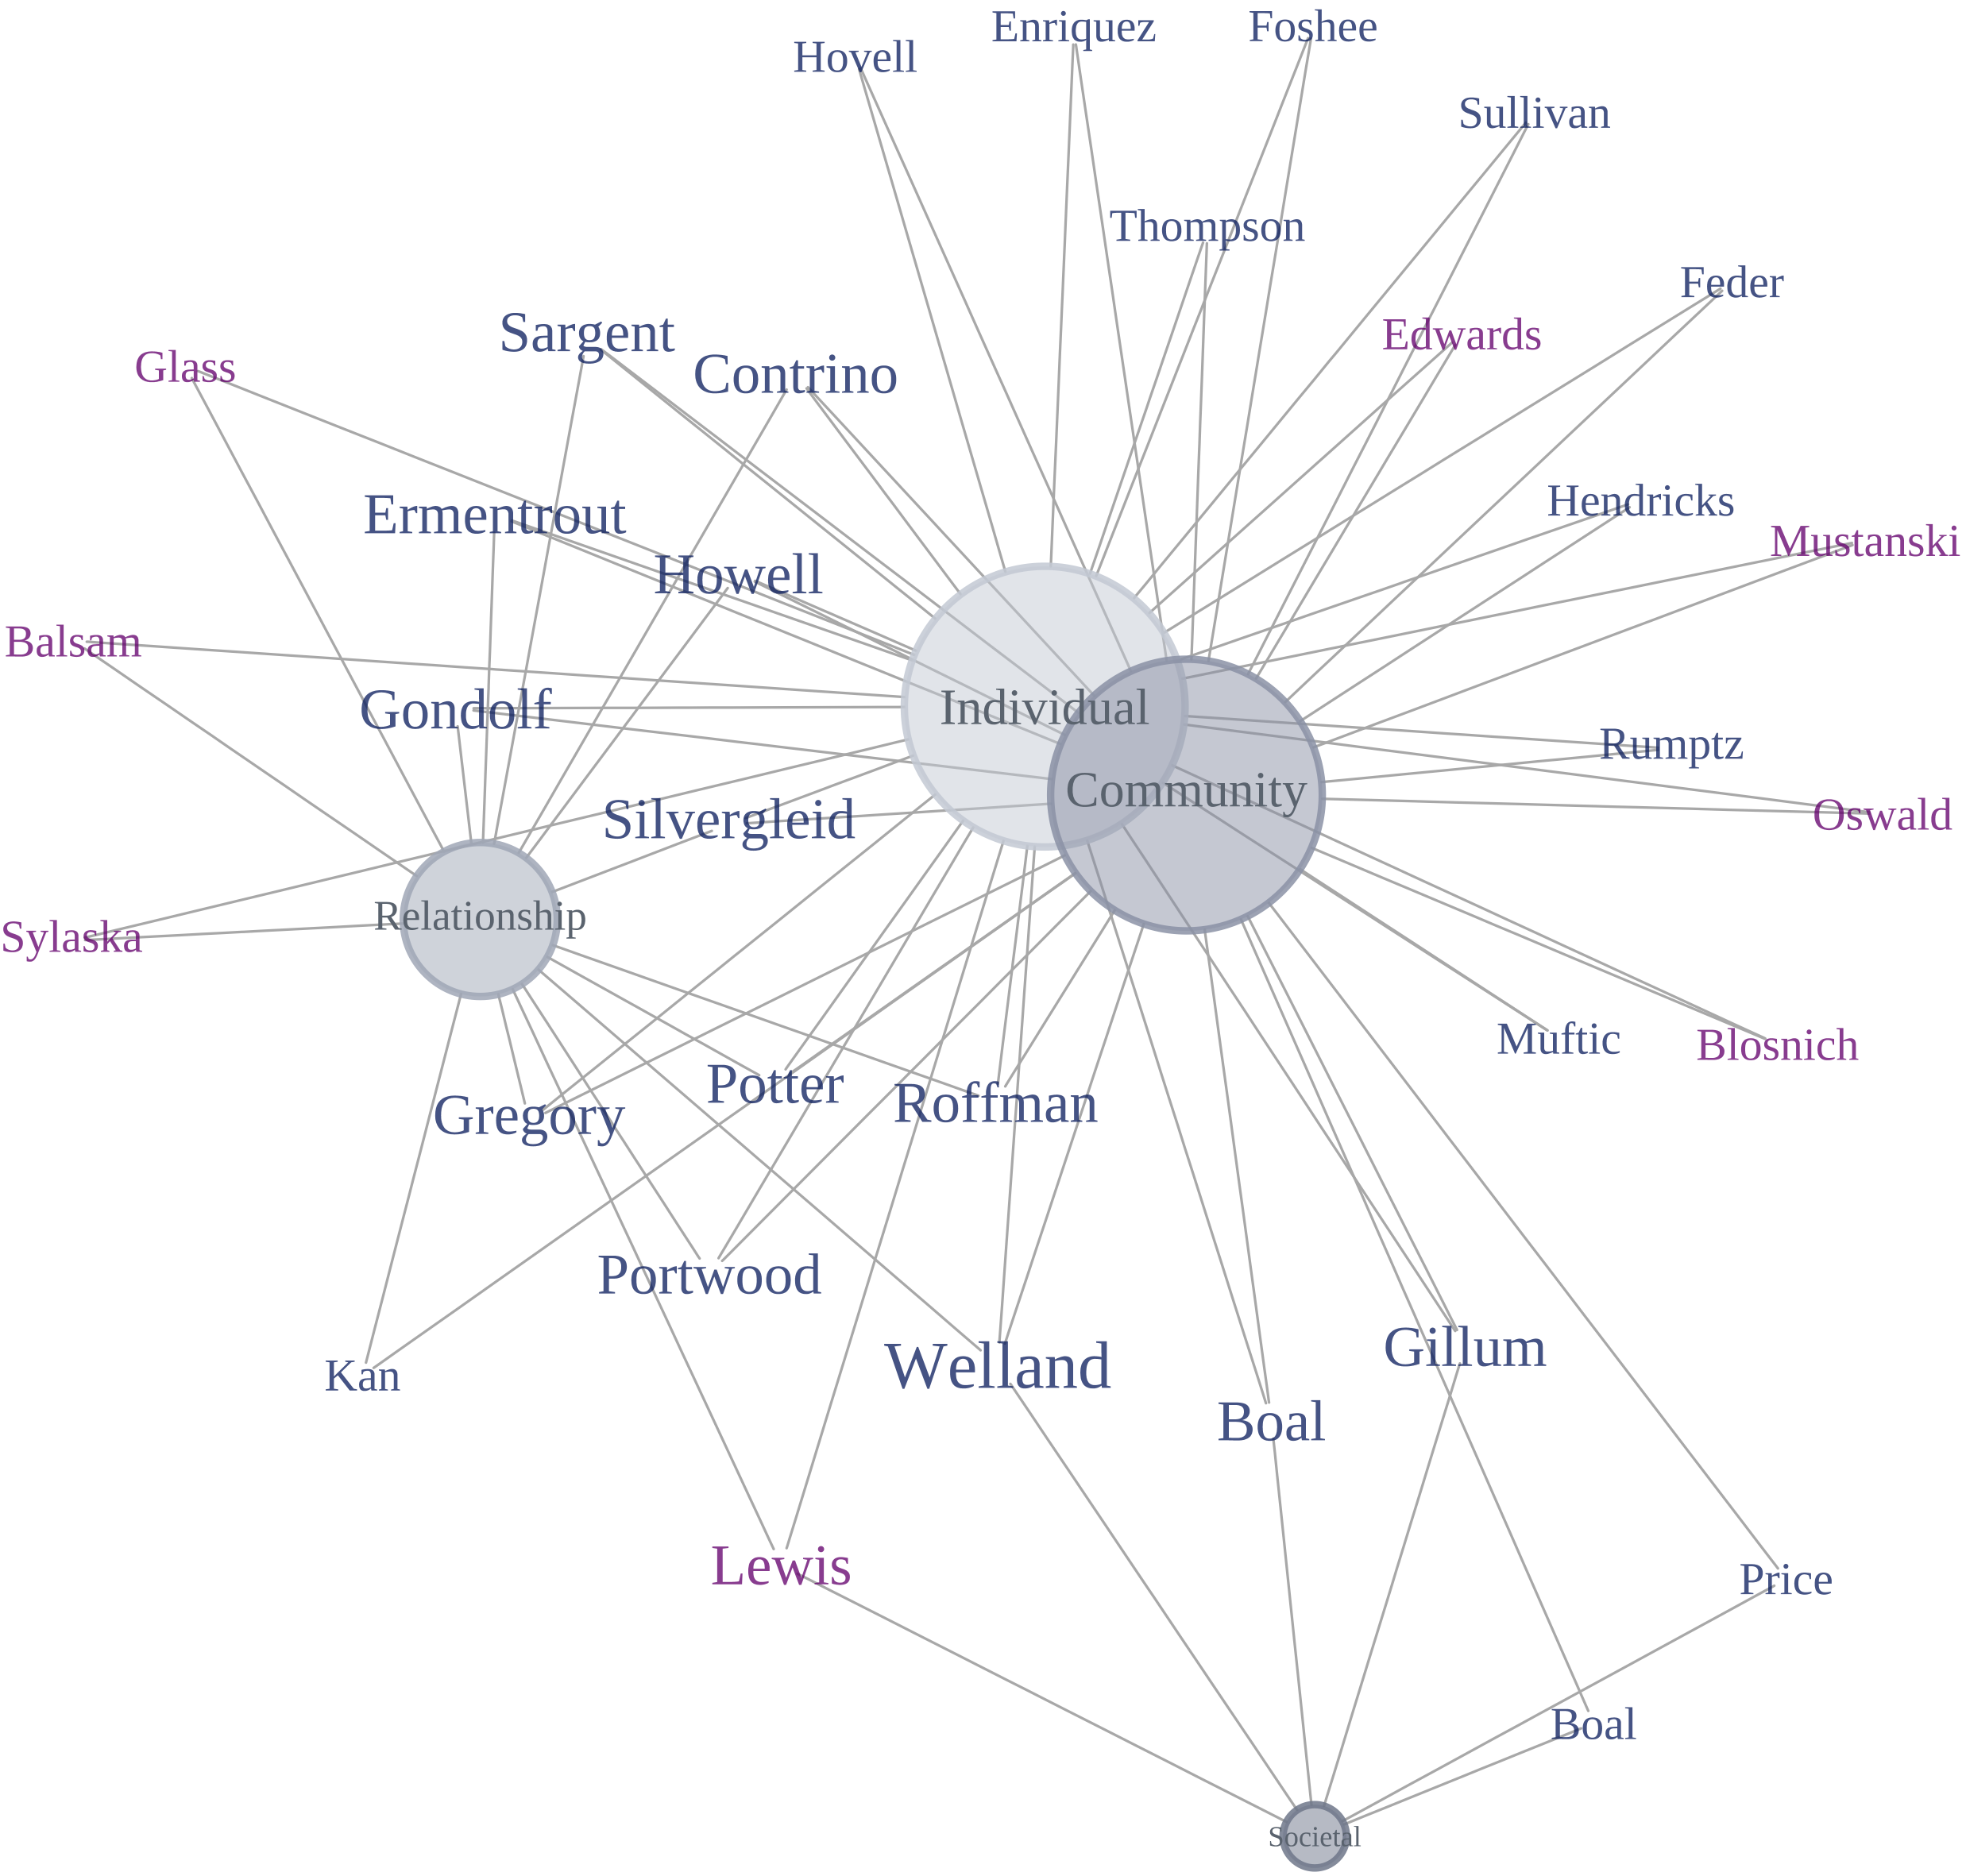 Enriquez
Foshee
Hovell
Sullivan
Thompson
Feder
Sargent
Edwards
Glass
Contrino
Hendricks
Ermentrout
Mustanski
Howell
Balsam
Gondolf
Individual
Rumptz
Community
Silvergleid
Oswald
Relationship
Sylaska
Muftic
Blosnich
Potter
Roffman
Gregory
Portwood
Gillum
Welland
Kan
Boal
Lewis
Price
Boal
Societal